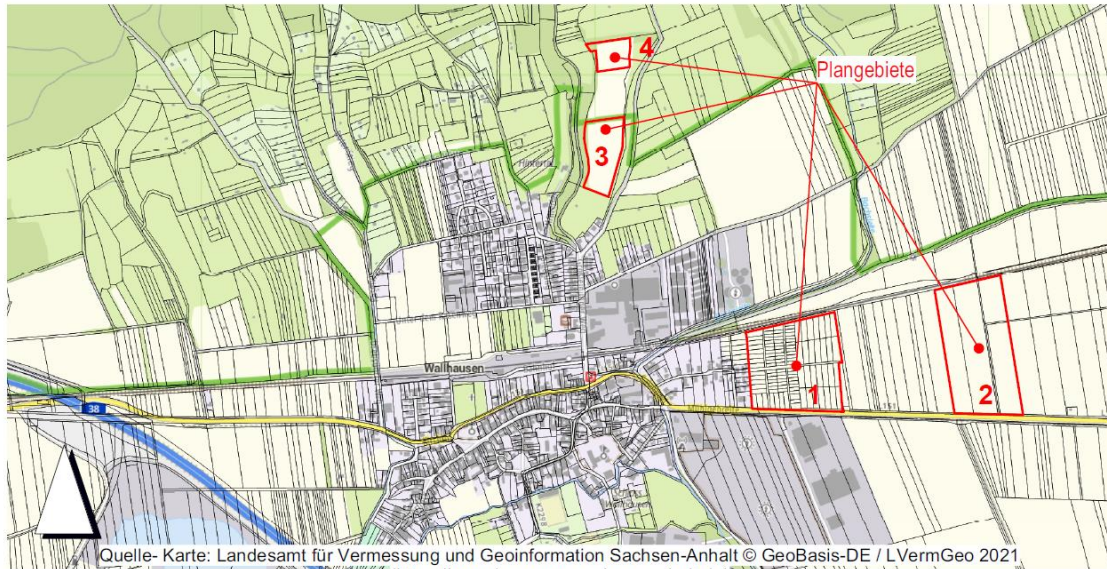 4
Plangebiete
3
Wallhausen
1
2
L151
38
Quelle- Karte: Landesamt für Vermessung und Geoinformation Sachsen-Anhalt © GeoBasis-DE / LVermGeo 2021